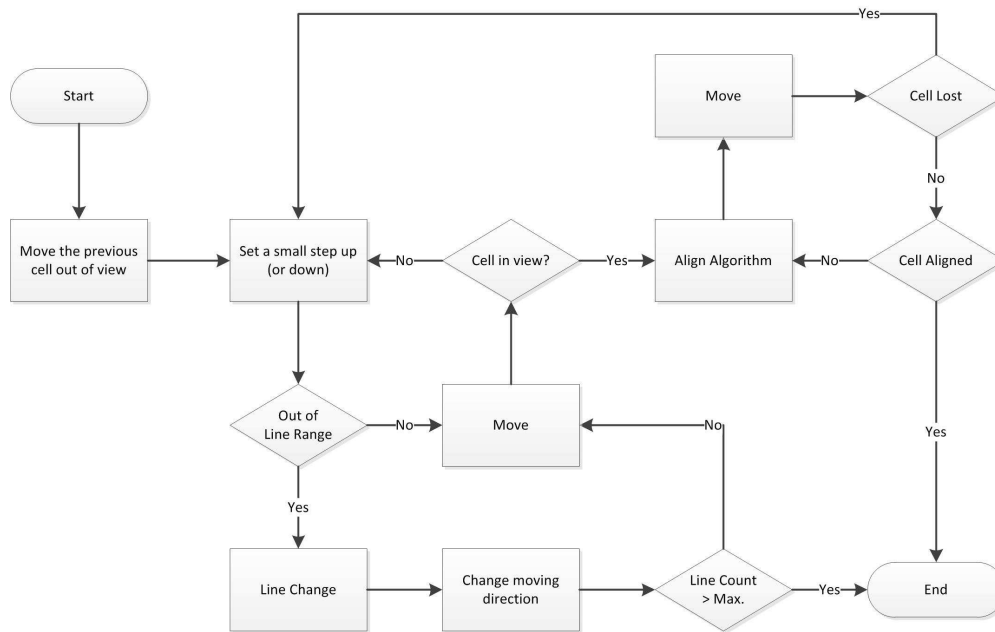 Yes
Start
Move
Cell Lost
No
Move the previous
cell out of view
Set a small step up
(or down)
No
Cell in view?
Yes
Align Algorithm
No
Cell Aligned
Out of
Line Range
No
Move
No
Yes
Yes
Line Change
Change moving
direction
Line Count
> Max.
Yes
End